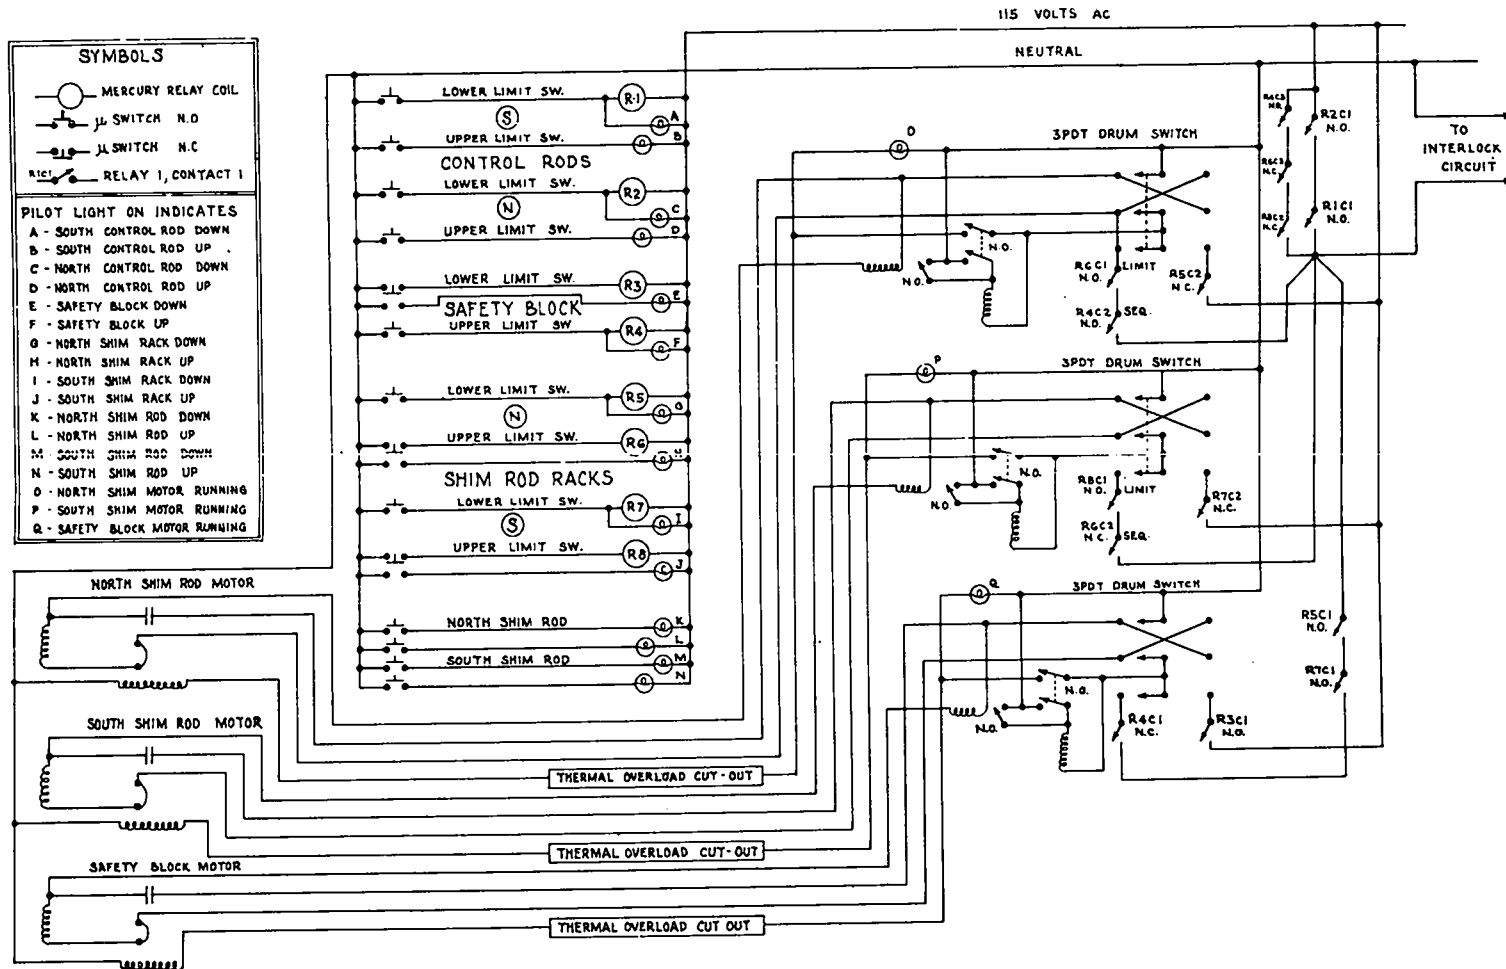 115 VOLTS AC
NEUTRAL
SYMBOLS
MERCURY RELAY COIL
μ SWITCH N.O
μ SWITCH N.C
R1C1 RELAY 1, CONTACT 1
PILOT LIGHT ON INDICATES
A - SOUTH CONTROL ROD DOWN
B - SOUTH CONTROL ROD UP
C - NORTH CONTROL ROD DOWN
D - NORTH CONTROL ROD UP
E - SAFETY BLOCK DOWN
F - SAFETY BLOCK UP
G - NORTH SHIM RACK DOWN
H - NORTH SHIM RACK UP
I - SOUTH SHIM RACK DOWN
J - SOUTH SHIM RACK UP
K - NORTH SHIM ROD DOWN
L - NORTH SHIM ROD UP
M - SOUTH SHIM ROD DOWN
N - SOUTH SHIM ROD UP
O - NORTH SHIM MOTOR RUNNING
P - SOUTH SHIM MOTOR RUNNING
Q - SAFETY BLOCK MOTOR RUNNING
LOWER LIMIT SW. R-1
S A
UPPER LIMIT SW. B
CONTROL RODS
LOWER LIMIT SW. R2
N C
UPPER LIMIT SW. D
LOWER LIMIT SW. R3
SAFETY BLOCK E
UPPER LIMIT SW R4
F
LOWER LIMIT SW. R5
N G
UPPER LIMIT SW. R6
H
SHIM ROD RACKS
LOWER LIMIT SW. R7
S I
UPPER LIMIT SW. R8
J
NORTH SHIM ROD K
L
SOUTH SHIM ROD M
N
O 3PDT DRUM SWITCH
N.O.
N.O.
R6C1 N.O. LIMIT
R5C2 N.C.
R4C2 N.O. SEQ.
R2C1 N.O.
R6C3 N.C.
R8C2 N.C.
R1C1 N.O.
TO INTERLOCK CIRCUIT
P 3PDT DRUM SWITCH
N.O.
N.O.
R8C1 N.O. LIMIT
R7C2 N.C.
R6C2 N.C. SEQ.
Q 3PDT DRUM SWITCH
N.O.
N.O.
R4C1 N.C.
R3C1 N.O.
R5C1 N.O.
R7C1 N.O.
NORTH SHIM ROD MOTOR
THERMAL OVERLOAD CUT-OUT
SOUTH SHIM ROD MOTOR
THERMAL OVERLOAD CUT-OUT
SAFETY BLOCK MOTOR
THERMAL OVERLOAD CUT OUT